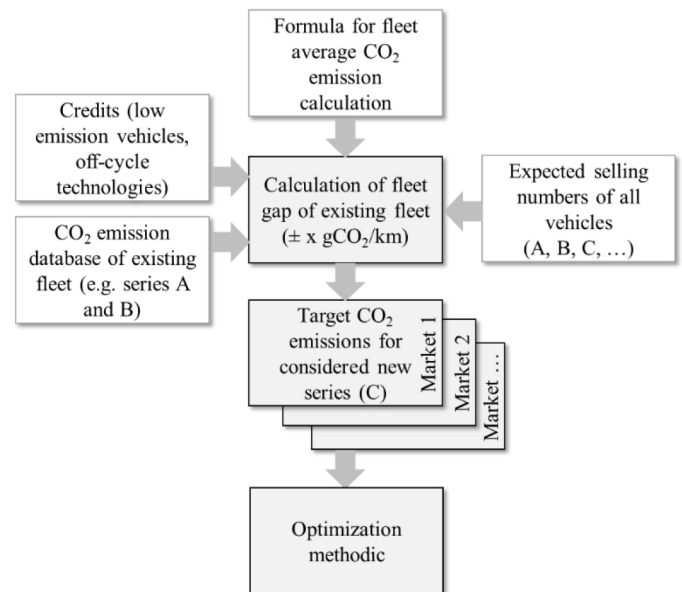 Formula for fleet
average CO₂
emission
calculation
Credits (low
emission vehicles,
off-cycle
technologies)
Calculation of fleet
gap of existing fleet
(± x gCO₂/km)
Expected selling
numbers of all
vehicles
(A, B, C, …)
CO₂ emission
database of existing
fleet (e.g. series A
and B)
Target CO₂
emissions for
considered new
series (C)
Market 1
Market 2
Market …
Optimization
methodic